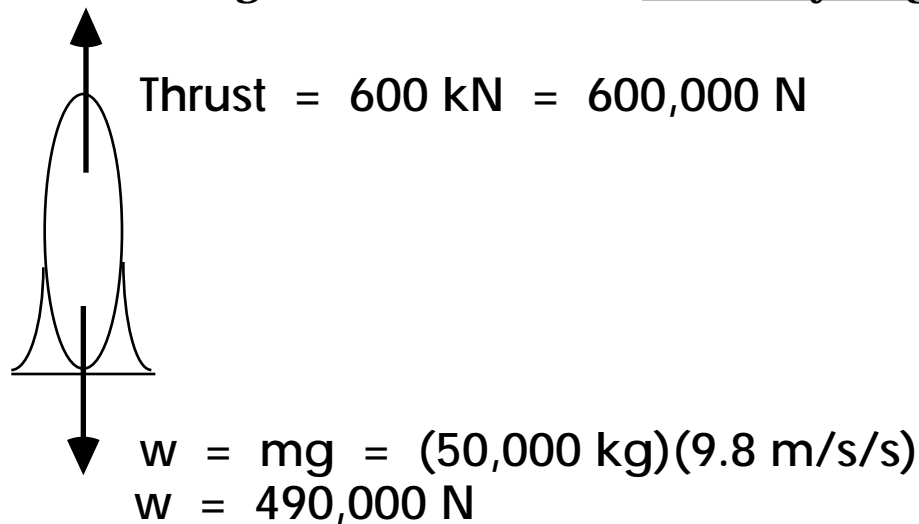 Thrust = 600 kN = 600,000 N
w = mg = (50,000 kg)(9.8 m/s/s)
w = 490,000 N